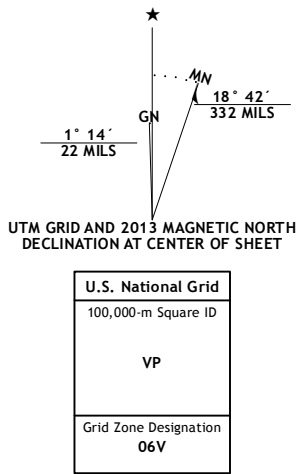 ★
MN
GN
18° 42´
332 MILS
1° 14´
22 MILS
UTM GRID AND 2013 MAGNETIC NORTH
DECLINATION AT CENTER OF SHEET
U.S. National Grid
100,000-m Square ID
VP
Grid Zone Designation
06V